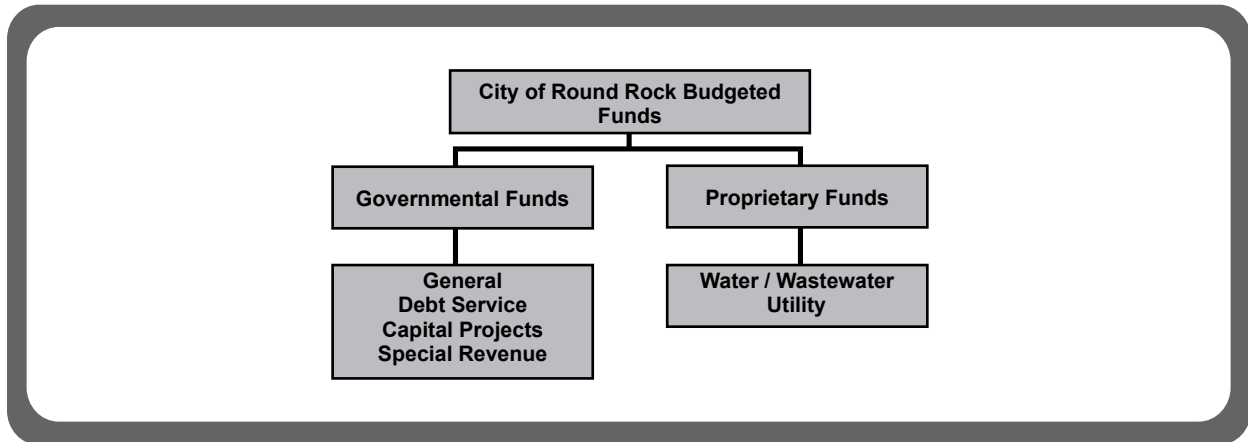 City of Round Rock Budgeted
Funds
Governmental Funds
Proprietary Funds
General
Debt Service
Capital Projects
Special Revenue
Water / Wastewater
Utility